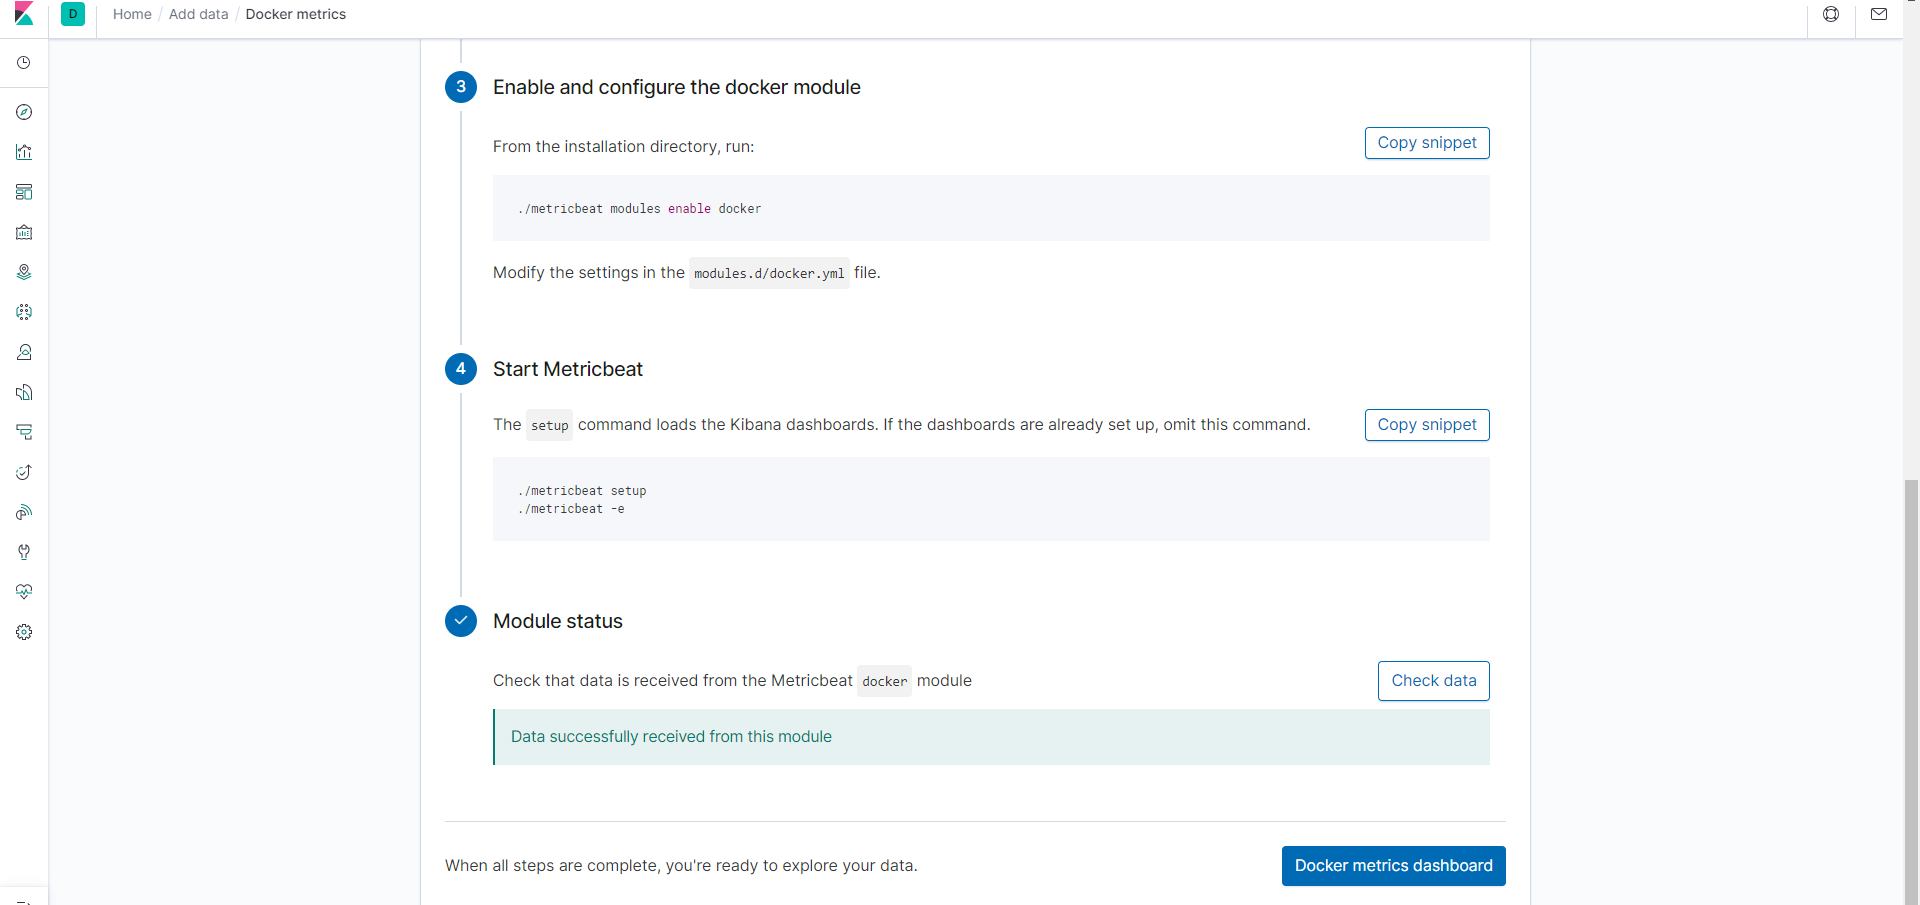 D
Home / Add data / Docker metrics
3 Enable and configure the docker module
From the installation directory, run:
Copy snippet
./metricbeat modules enable docker
Modify the settings in the modules.d/docker.yml file.
4 Start Metricbeat
The setup command loads the Kibana dashboards. If the dashboards are already set up, omit this command.
Copy snippet
./metricbeat setup
./metricbeat -e
Module status
Check that data is received from the Metricbeat docker module
Check data
Data successfully received from this module
When all steps are complete, you're ready to explore your data.
Docker metrics dashboard